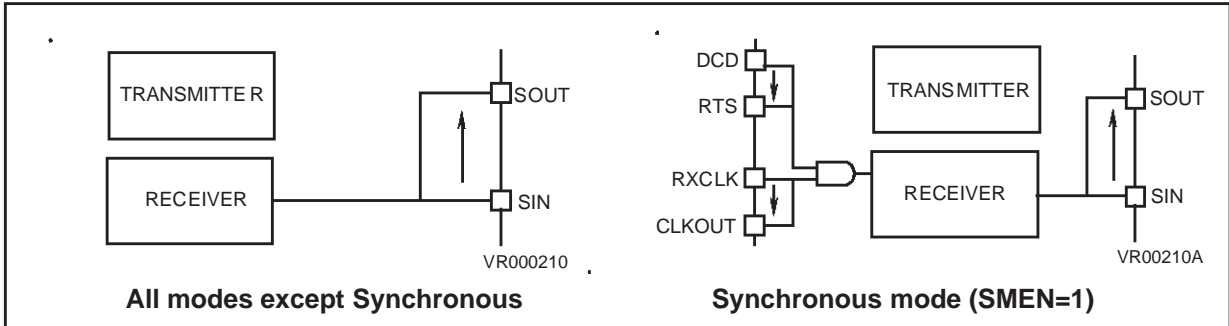 TRANSMITTE R
SOUT
RECEIVER
SIN
VR000210
All modes except Synchronous
DCD
RTS
TRANSMITTER
SOUT
RXCLK
RECEIVER
SIN
CLKOUT
VR00210A
Synchronous mode (SMEN=1)